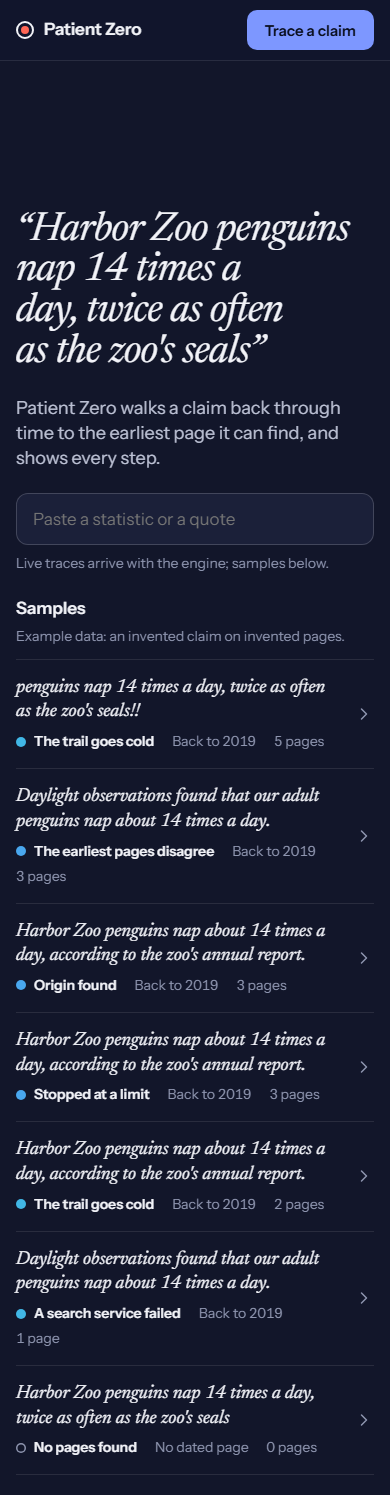 Patient Zero
Trace a claim
“Harbor Zoo penguins
nap 14 times a
day, twice as often
as the zoo's seals”
Patient Zero walks a claim back through
time to the earliest page it can find, and
shows every step.
Paste a statistic or a quote
Live traces arrive with the engine; samples below.
Samples
Example data: an invented claim on invented pages.
penguins nap 14 times a day, twice as often
as the zoo's seals!!
The trail goes cold Back to 2019 5 pages
Daylight observations found that our adult
penguins nap about 14 times a day.
The earliest pages disagree Back to 2019
3 pages
Harbor Zoo penguins nap about 14 times a
day, according to the zoo's annual report.
Origin found Back to 2019 3 pages
Harbor Zoo penguins nap about 14 times a
day, according to the zoo's annual report.
Stopped at a limit Back to 2019 3 pages
Harbor Zoo penguins nap about 14 times a
day, according to the zoo's annual report.
The trail goes cold Back to 2019 2 pages
Daylight observations found that our adult
penguins nap about 14 times a day.
A search service failed Back to 2019
1 page
Harbor Zoo penguins nap 14 times a day,
twice as often as the zoo's seals
No pages found No dated page 0 pages